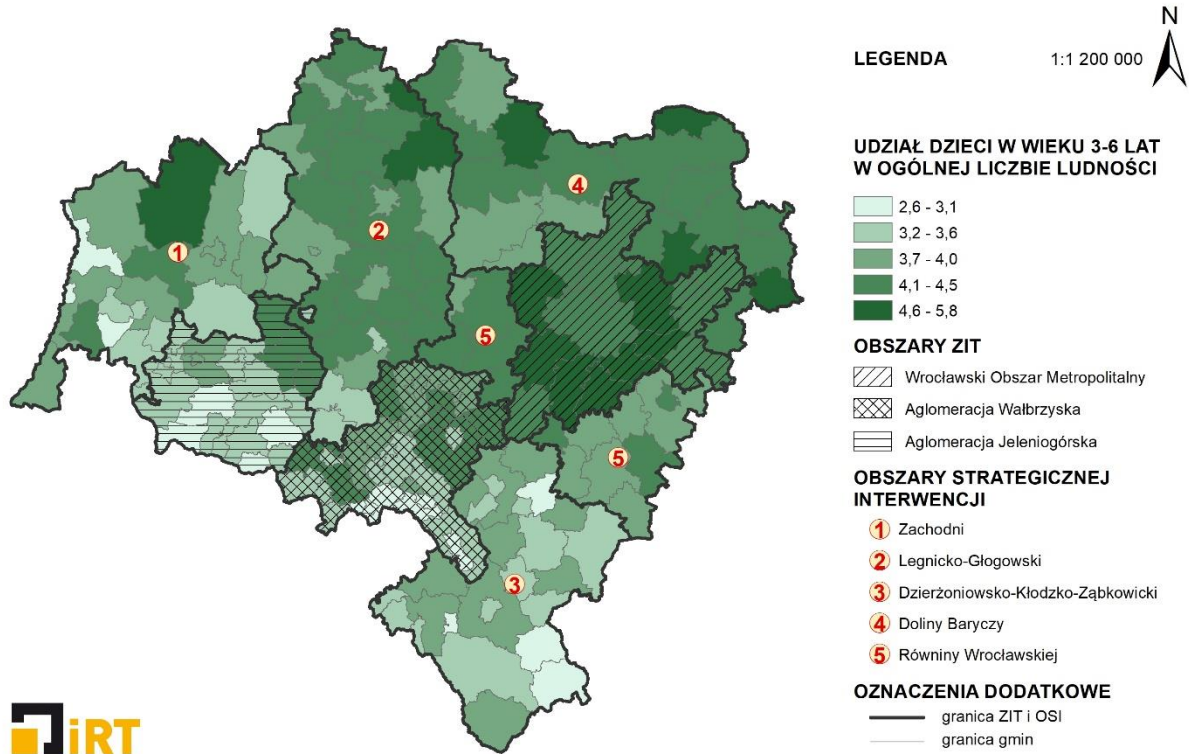 N
LEGENDA 1:1 200 000
UDZIAŁ DZIECI W WIEKU 3-6 LAT
W OGÓLNEJ LICZBIE LUDNOŚCI
2,6 - 3,1
3,2 - 3,6
3,7 - 4,0
4,1 - 4,5
4,6 - 5,8
OBSZARY ZIT
Wrocławski Obszar Metropolitalny
Aglomeracja Wałbrzyska
Aglomeracja Jeleniogórska
OBSZARY STRATEGICZNEJ
INTERWENCJI
1 Zachodni
2 Legnicko-Głogowski
3 Dzierżoniowsko-Kłodzko-Ząbkowicki
4 Doliny Baryczy
5 Równiny Wrocławskiej
OZNACZENIA DODATKOWE
granica ZIT i OSI
granica gmin
4
2
1
5
5
3
iRT